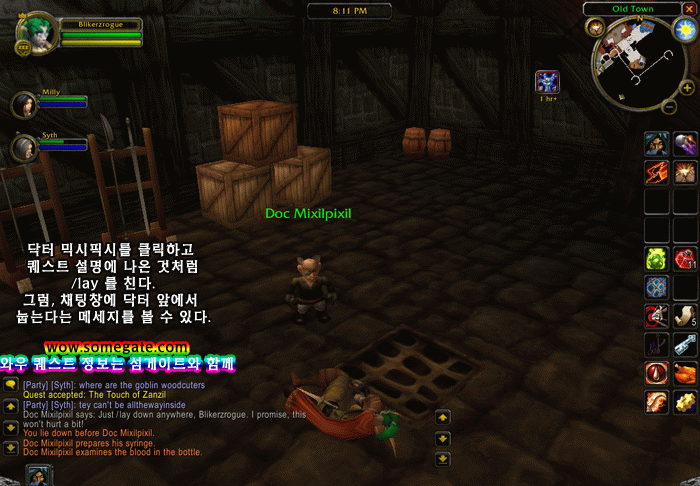 Blikerzrogue
8:11 PM
Old Town
N
Milly
Syth
1 hr+
Doc Mixilpixil
닥터 믹시픽시를 클릭하고
퀘스트 설명에 나온 것처럼
/lay 를 친다.
그럼, 채팅창에 닥터 앞에서
눕는다는 메세지를 볼 수 있다.
wow.somegate.com
와우 퀘스트 정보는 섬게이트와 함께
[Party] [Syth]: where are the goblin woodcuters
Quest accepted: The Touch of Zanzil
[Party] [Syth]: tey can't be allthewayinside
Doc Mixilpixil says: Just /lay down anywhere, Blikerzrogue. I promise, this
won't hurt a bit!
You lie down before Doc Mixilpixil.
Doc Mixilpixil prepares his syringe.
Doc Mixilpixil examines the blood in the bottle.
11
5